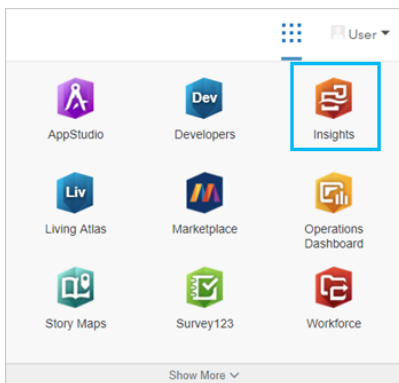 User
AppStudio
Dev
Developers
Insights
Liv
Living Atlas
Marketplace
Operations
Dashboard
Story Maps
Survey123
Workforce
Show More